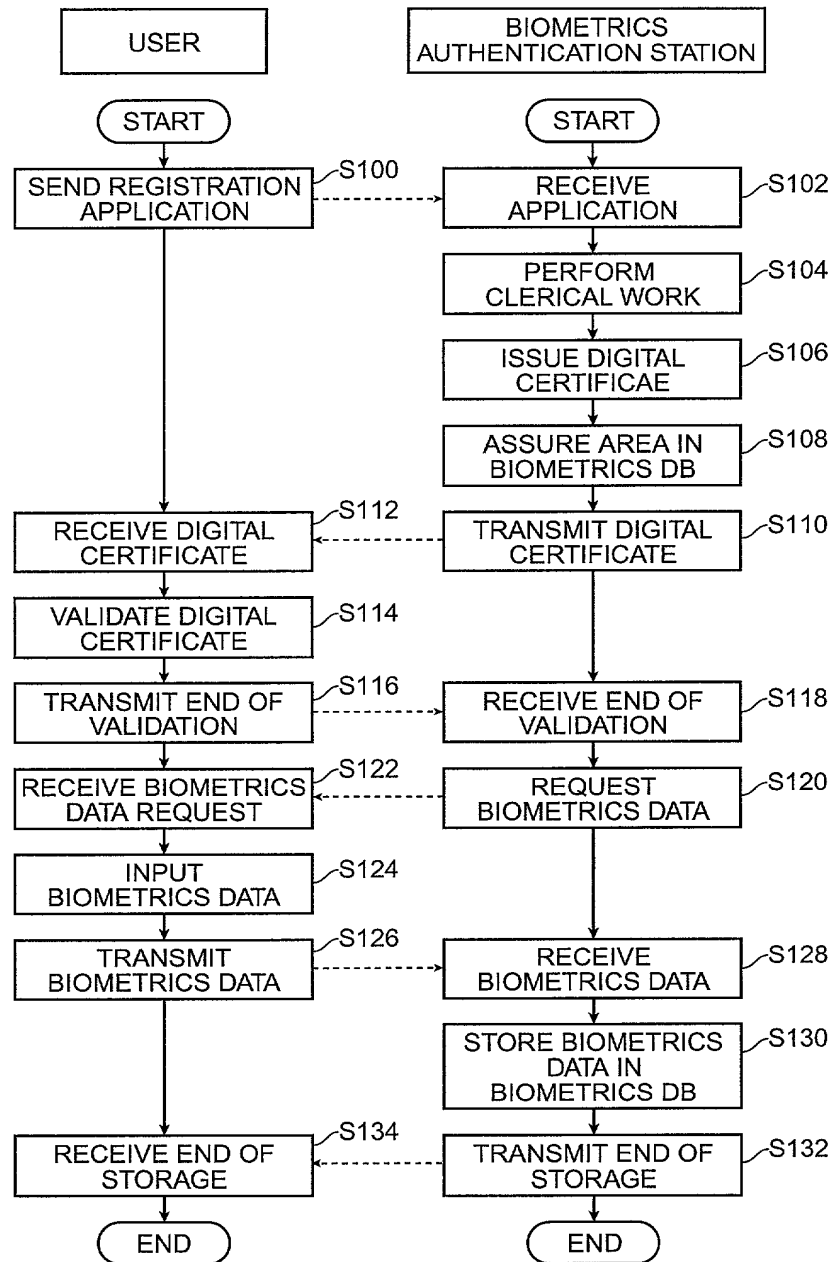 USER
BIOMETRICS
AUTHENTICATION STATION
START
START
SEND REGISTRATION
APPLICATION
S100
RECEIVE
APPLICATION
S102
PERFORM
CLERICAL WORK
S104
ISSUE DIGITAL
CERTIFICAE
S106
ASSURE AREA IN
BIOMETRICS DB
S108
RECEIVE DIGITAL
CERTIFICATE
S112
TRANSMIT DIGITAL
CERTIFICATE
S110
VALIDATE DIGITAL
CERTIFICATE
S114
TRANSMIT END OF
VALIDATION
S116
RECEIVE END OF
VALIDATION
S118
RECEIVE BIOMETRICS
DATA REQUEST
S122
REQUEST
BIOMETRICS DATA
S120
INPUT
BIOMETRICS DATA
S124
TRANSMIT
BIOMETRICS DATA
S126
RECEIVE
BIOMETRICS DATA
S128
STORE BIOMETRICS
DATA IN
BIOMETRICS DB
S130
RECEIVE END OF
STORAGE
S134
TRANSMIT END OF
STORAGE
S132
END
END